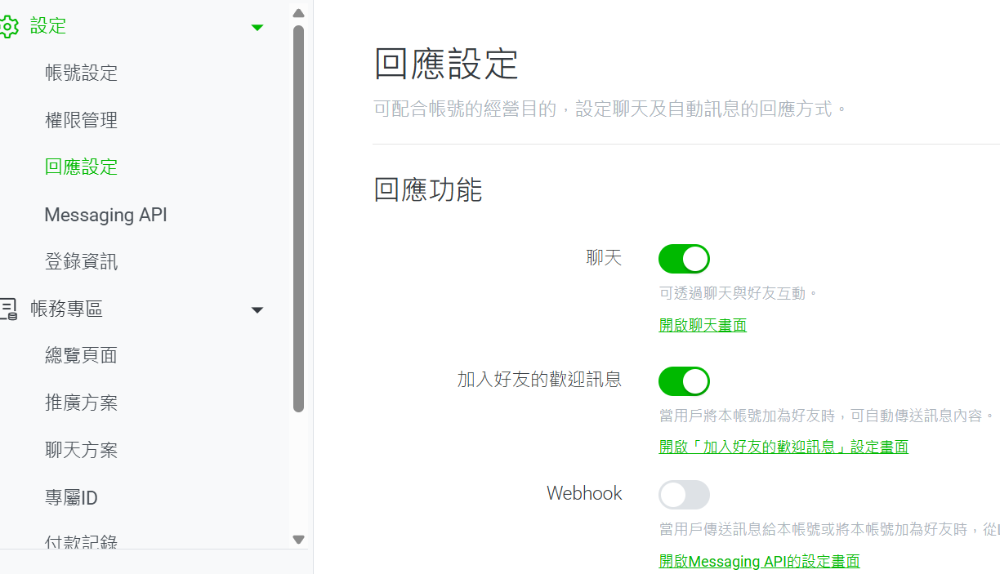 設定
帳號設定
權限管理
回應設定
Messaging API
登錄資訊
帳務專區
總覽頁面
推廣方案
聊天方案
專屬ID
付款記錄
回應設定
可配合帳號的經營目的，設定聊天及自動訊息的回應方式。
回應功能
聊天
可透過聊天與好友互動。
開啟聊天畫面
加入好友的歡迎訊息
當用戶將本帳號加為好友時，可自動傳送訊息內容。
開啟「加入好友的歡迎訊息」設定畫面
Webhook
當用戶傳送訊息給本帳號或將本帳號加為好友時，從
開啟Messaging API的設定畫面